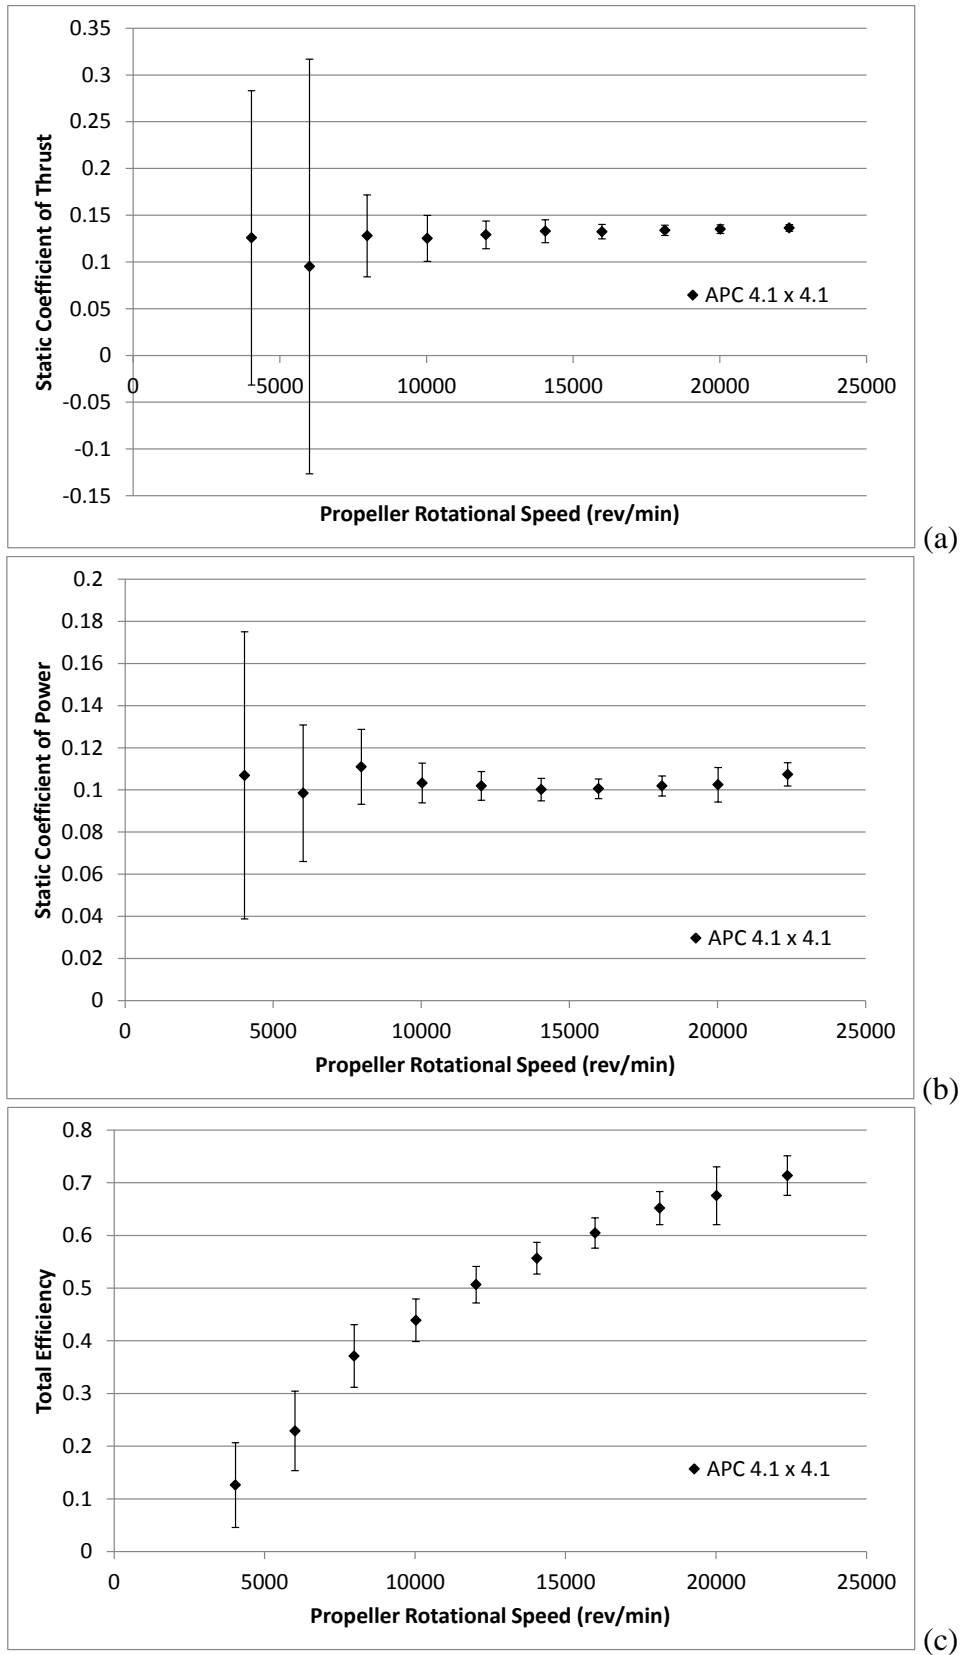 0.35
0.3
0.25
0.2
0.15
0.1
0.05
0
-0.05
-0.1
-0.15
Static Coefficient of Thrust
0 5000 10000 15000 20000 25000
APC 4.1 x 4.1
Propeller Rotational Speed (rev/min)
(a)
0.2
0.18
0.16
0.14
0.12
0.1
0.08
0.06
0.04
0.02
0
Static Coefficient of Power
APC 4.1 x 4.1
0 5000 10000 15000 20000 25000
Propeller Rotational Speed (rev/min)
(b)
0.8
0.7
0.6
0.5
0.4
0.3
0.2
0.1
0
Total Efficiency
APC 4.1 x 4.1
0 5000 10000 15000 20000 25000
Propeller Rotational Speed (rev/min)
(c)